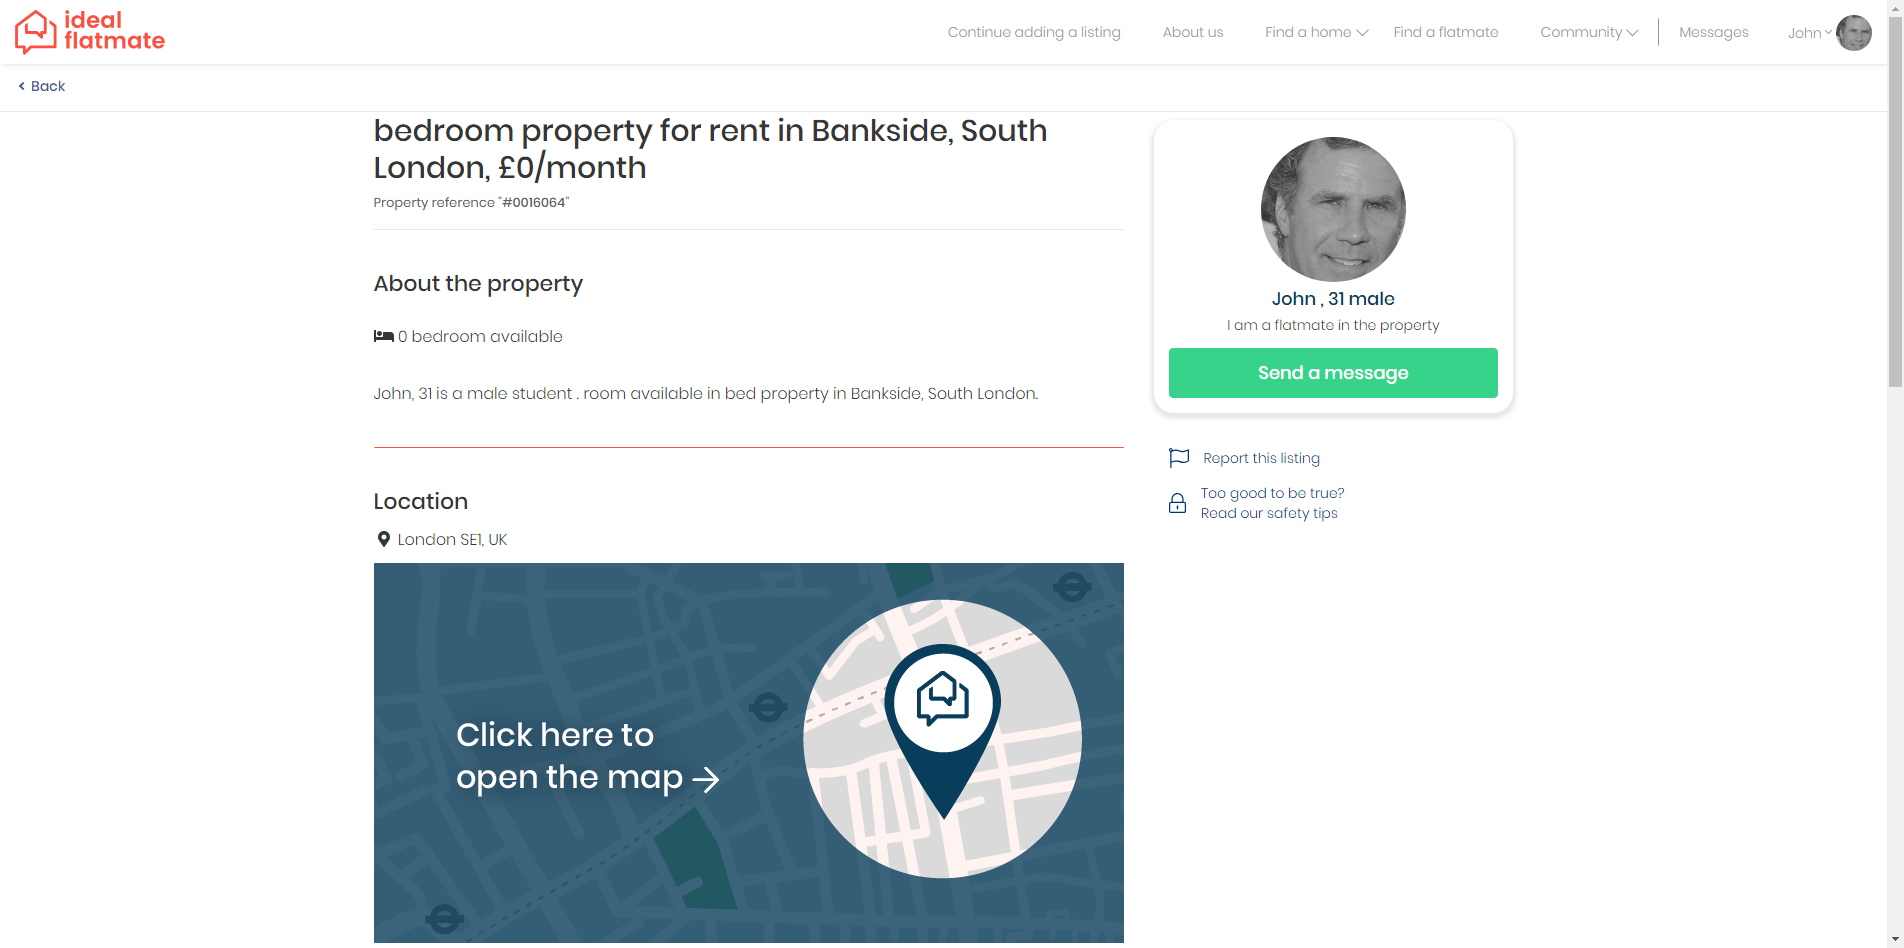 ideal
flatmate
Continue adding a listing
About us
Find a home
Find a flatmate
Community
Messages
John
Back
bedroom property for rent in Bankside, South
London, £0/month
Property reference "#0016064"
About the property
0 bedroom available
John, 31 is a male student . room available in bed property in Bankside, South London.
Location
London SE1, UK
Click here to
open the map →
John , 31 male
I am a flatmate in the property
Send a message
Report this listing
Too good to be true?
Read our safety tips